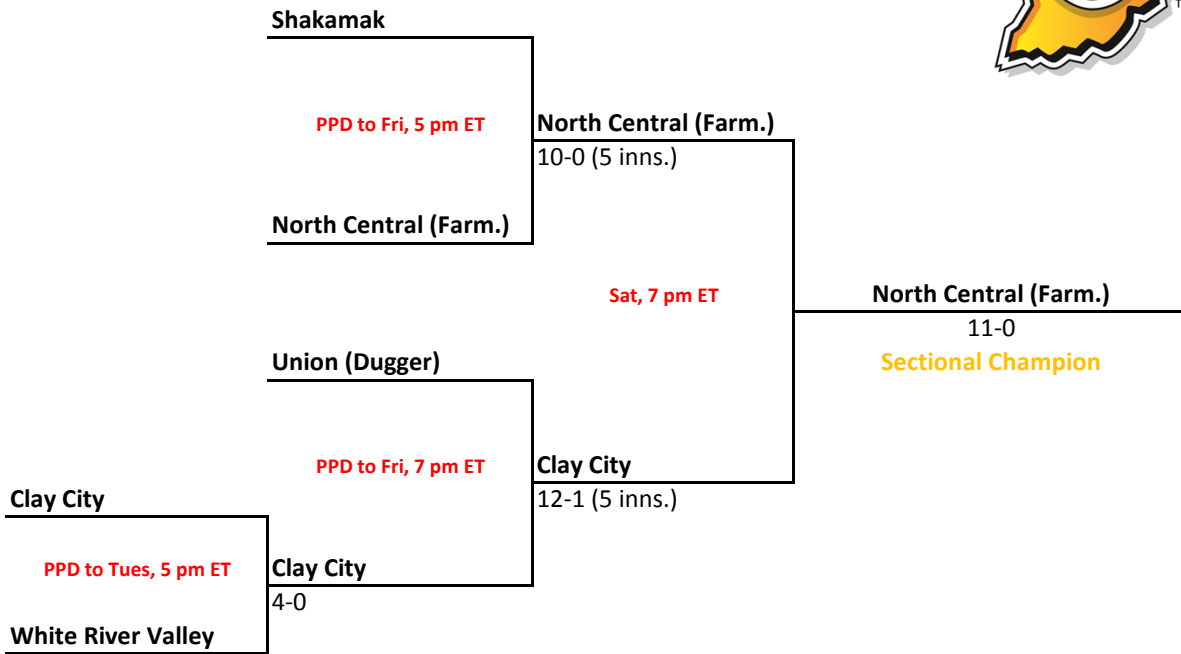 Shakamak
PPD to Fri, 5 pm ET
North Central (Farm.)
10-0 (5 inns.)
North Central (Farm.)
Sat, 7 pm ET
North Central (Farm.)
11-0
Sectional Champion
Union (Dugger)
PPD to Fri, 7 pm ET
Clay City
12-1 (5 inns.)
Clay City
PPD to Tues, 5 pm ET
Clay City
4-0
White River Valley